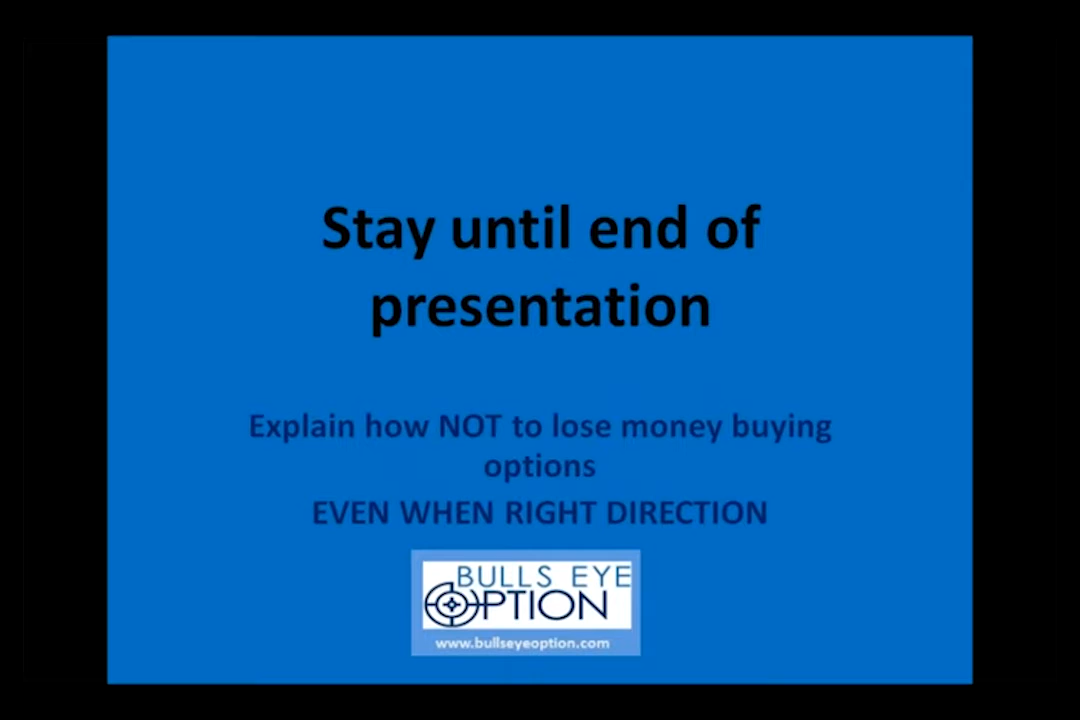 Stay until end of
presentation
Explain how NOT to lose money buying
options
EVEN WHEN RIGHT DIRECTION
BULLS EYE
OPTION
www.bullseyeoption.com